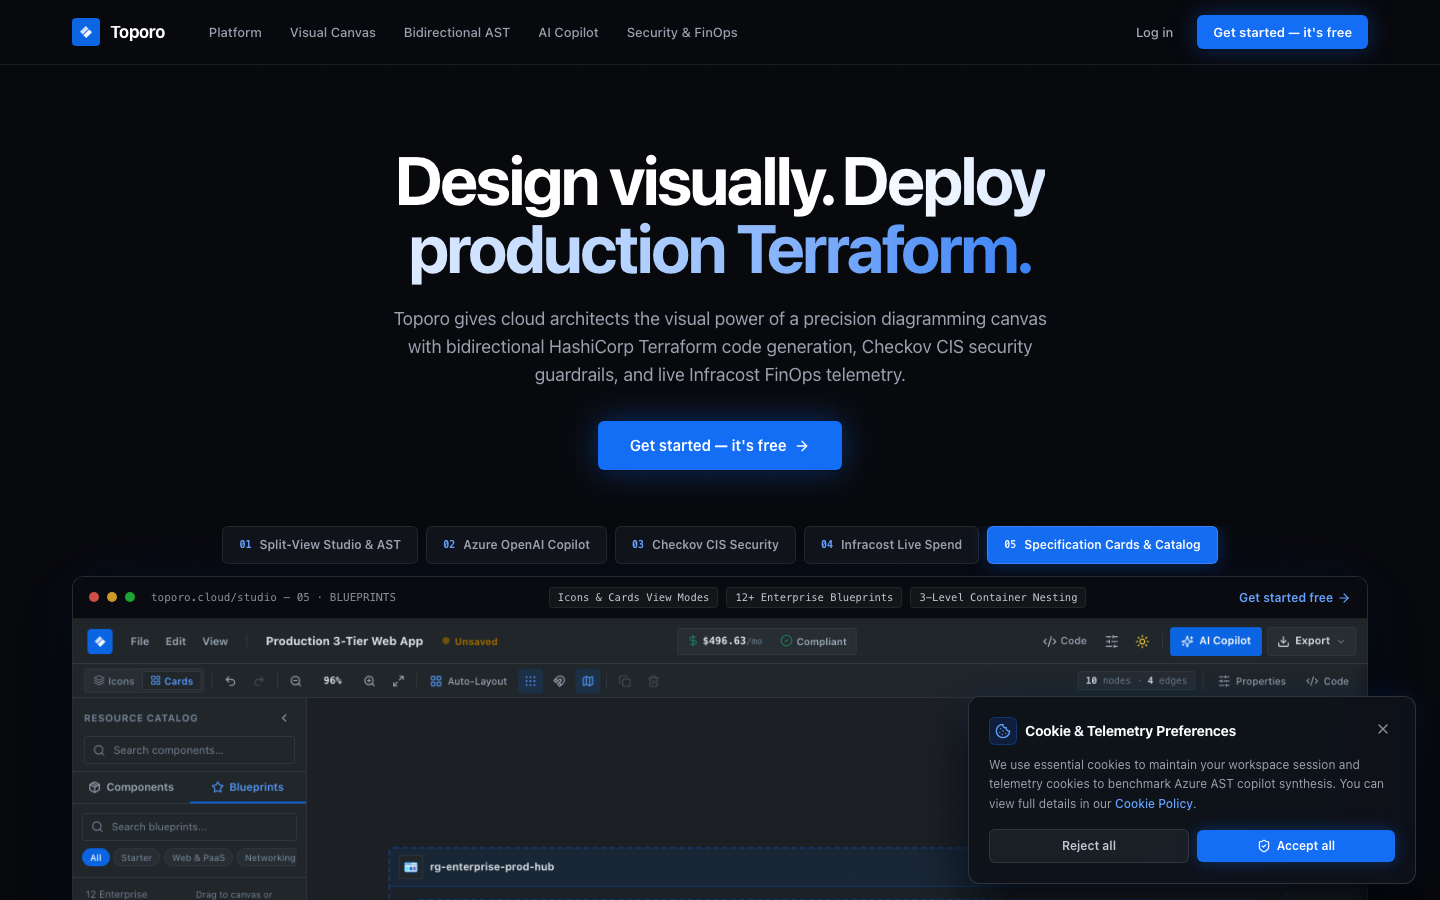 Toporo
Platform
Visual Canvas
Bidirectional AST
AI Copilot
Security & FinOps
Log in
Get started — it's free
Design visually. Deploy
production Terraform.
Toporo gives cloud architects the visual power of a precision diagramming canvas
with bidirectional HashiCorp Terraform code generation, Checkov CIS security
guardrails, and live Infracost FinOps telemetry.
Get started — it's free →
01 Split-View Studio & AST
02 Azure OpenAI Copilot
03 Checkov CIS Security
04 Infracost Live Spend
05 Specification Cards & Catalog
toporo.cloud/studio — 05 · BLUEPRINTS
Icons & Cards View Modes
12+ Enterprise Blueprints
3-Level Container Nesting
Get started free →
File
Edit
View
Production 3-Tier Web App
Unsaved
$ $496.63/mo
Compliant
</> Code
AI Copilot
Export
Icons
Cards
96%
Auto-Layout
10 nodes · 4 edges
Properties
</> Code
RESOURCE CATALOG
Search components...
Components
Blueprints
Search blueprints...
All
Starter
Web & PaaS
Networking
12 Enterprise
Drag to canvas or
rg-enterprise-prod-hub
Cookie & Telemetry Preferences
We use essential cookies to maintain your workspace session and
telemetry cookies to benchmark Azure AST copilot synthesis. You can
view full details in our Cookie Policy.
Reject all
Accept all